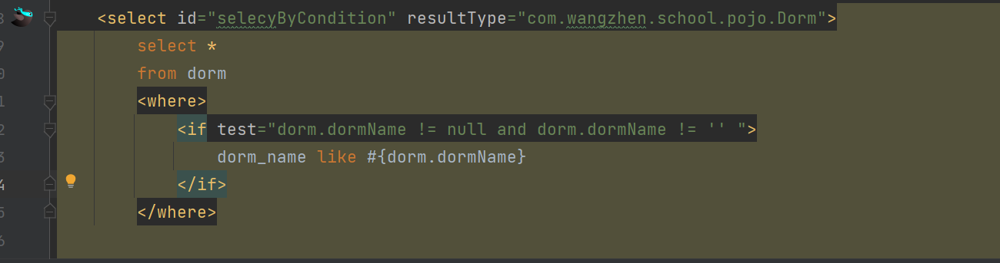 <select id="selecyByCondition" resultType="com.wangzhen.school.pojo.Dorm">
select *
from dorm
<where>
<if test="dorm.dormName != null and dorm.dormName != '' ">
dorm_name like #{dorm.dormName}
</if>
</where>